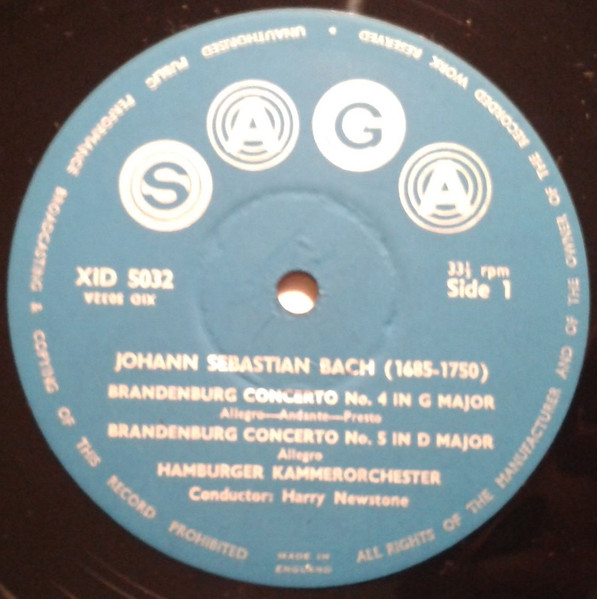 ALL RIGHTS OF THE MANUFACTURER AND OF THE OWNER OF THE RECORDED WORK RESERVED • UNAUTHORISED PUBLIC PERFORMANCE BROADCASTING & COPYING OF THIS RECORD PROHIBITED
SAGA
XID 5032
XID 5032A
33⅓ rpm
Side 1
JOHANN SEBASTIAN BACH (1685-1750)
BRANDENBURG CONCERTO No. 4 IN G MAJOR
Allegro—Andante—Presto
BRANDENBURG CONCERTO No. 5 IN D MAJOR
Allegro
HAMBURGER KAMMERORCHESTER
Conductor: Harry Newstone
MADE IN
ENGLAND